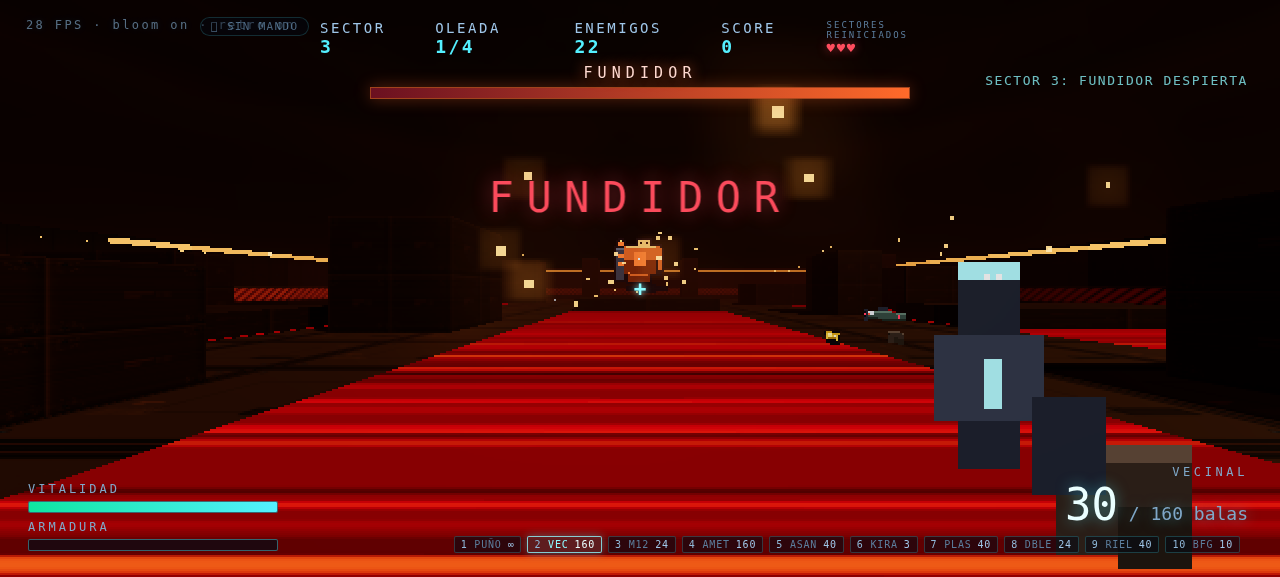 28 FPS · bloom on ·
SIN MANDO
SECTOR
3
OLEADA
1/4
ENEMIGOS
22
SCORE
0
SECTORES
REINICIADOS
♥♥♥
FUNDIDOR
SECTOR 3: FUNDIDOR DESPIERTA
FUNDIDOR
VITALIDAD
ARMADURA
VECINAL
30 / 160 balas
1 PUÑO ∞
2 VEC 160
3 M12 24
4 AMET 160
5 ASAN 40
6 KIRA 3
7 PLAS 40
8 DBLE 24
9 RIEL 40
10 BFG 10